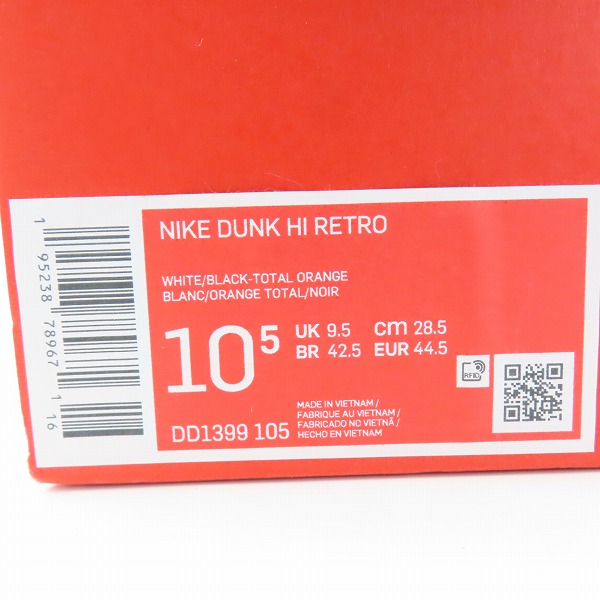 NIKE DUNK HI RETRO
WHITE/BLACK-TOTAL ORANGE
BLANC/ORANGE TOTAL/NOIR
10 5 UK 9.5 cm 28.5
BR 42.5 EUR 44.5
DD1399 105
MADE IN VIETNAM /
FABRIQUE AU VIETNAM /
FABRICADO NO VIETNÃ /
HECHO EN VIETNAM
RFID
1 95238 78967 1 16